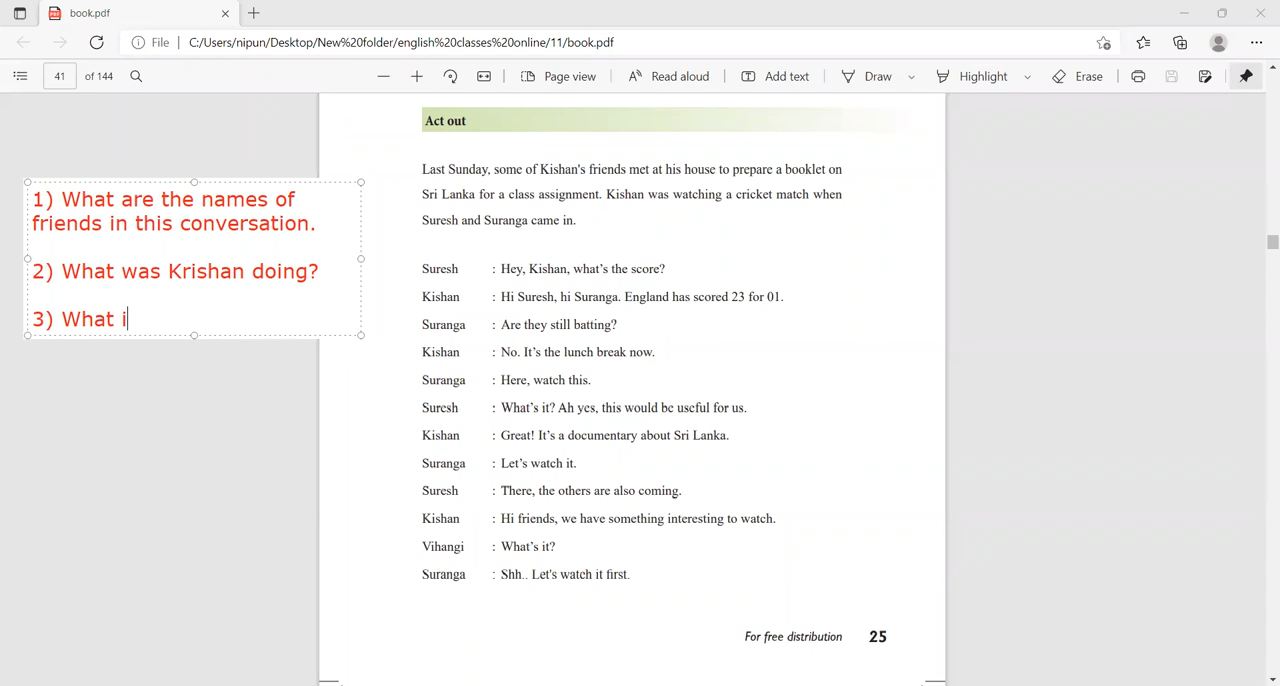 book.pdf
File
C:/Users/nipun/Desktop/New%20folder/english%20classes%20online/11/book.pdf
41 of 144
Page view
Read aloud
Add text
Draw
Highlight
Erase
Act out
Last Sunday, some of Kishan's friends met at his house to prepare a booklet on
Sri Lanka for a class assignment. Kishan was watching a cricket match when
Suresh and Suranga came in.
1) What are the names of
friends in this conversation.
2) What was Krishan doing?
3) What i
Suresh : Hey, Kishan, what's the score?
Kishan : Hi Suresh, hi Suranga. England has scored 23 for 01.
Suranga : Are they still batting?
Kishan : No. It's the lunch break now.
Suranga : Here, watch this.
Suresh : What's it? Ah yes, this would be useful for us.
Kishan : Great! It's a documentary about Sri Lanka.
Suranga : Let's watch it.
Suresh : There, the others are also coming.
Kishan : Hi friends, we have something interesting to watch.
Vihangi : What's it?
Suranga : Shh.. Let's watch it first.
For free distribution 25